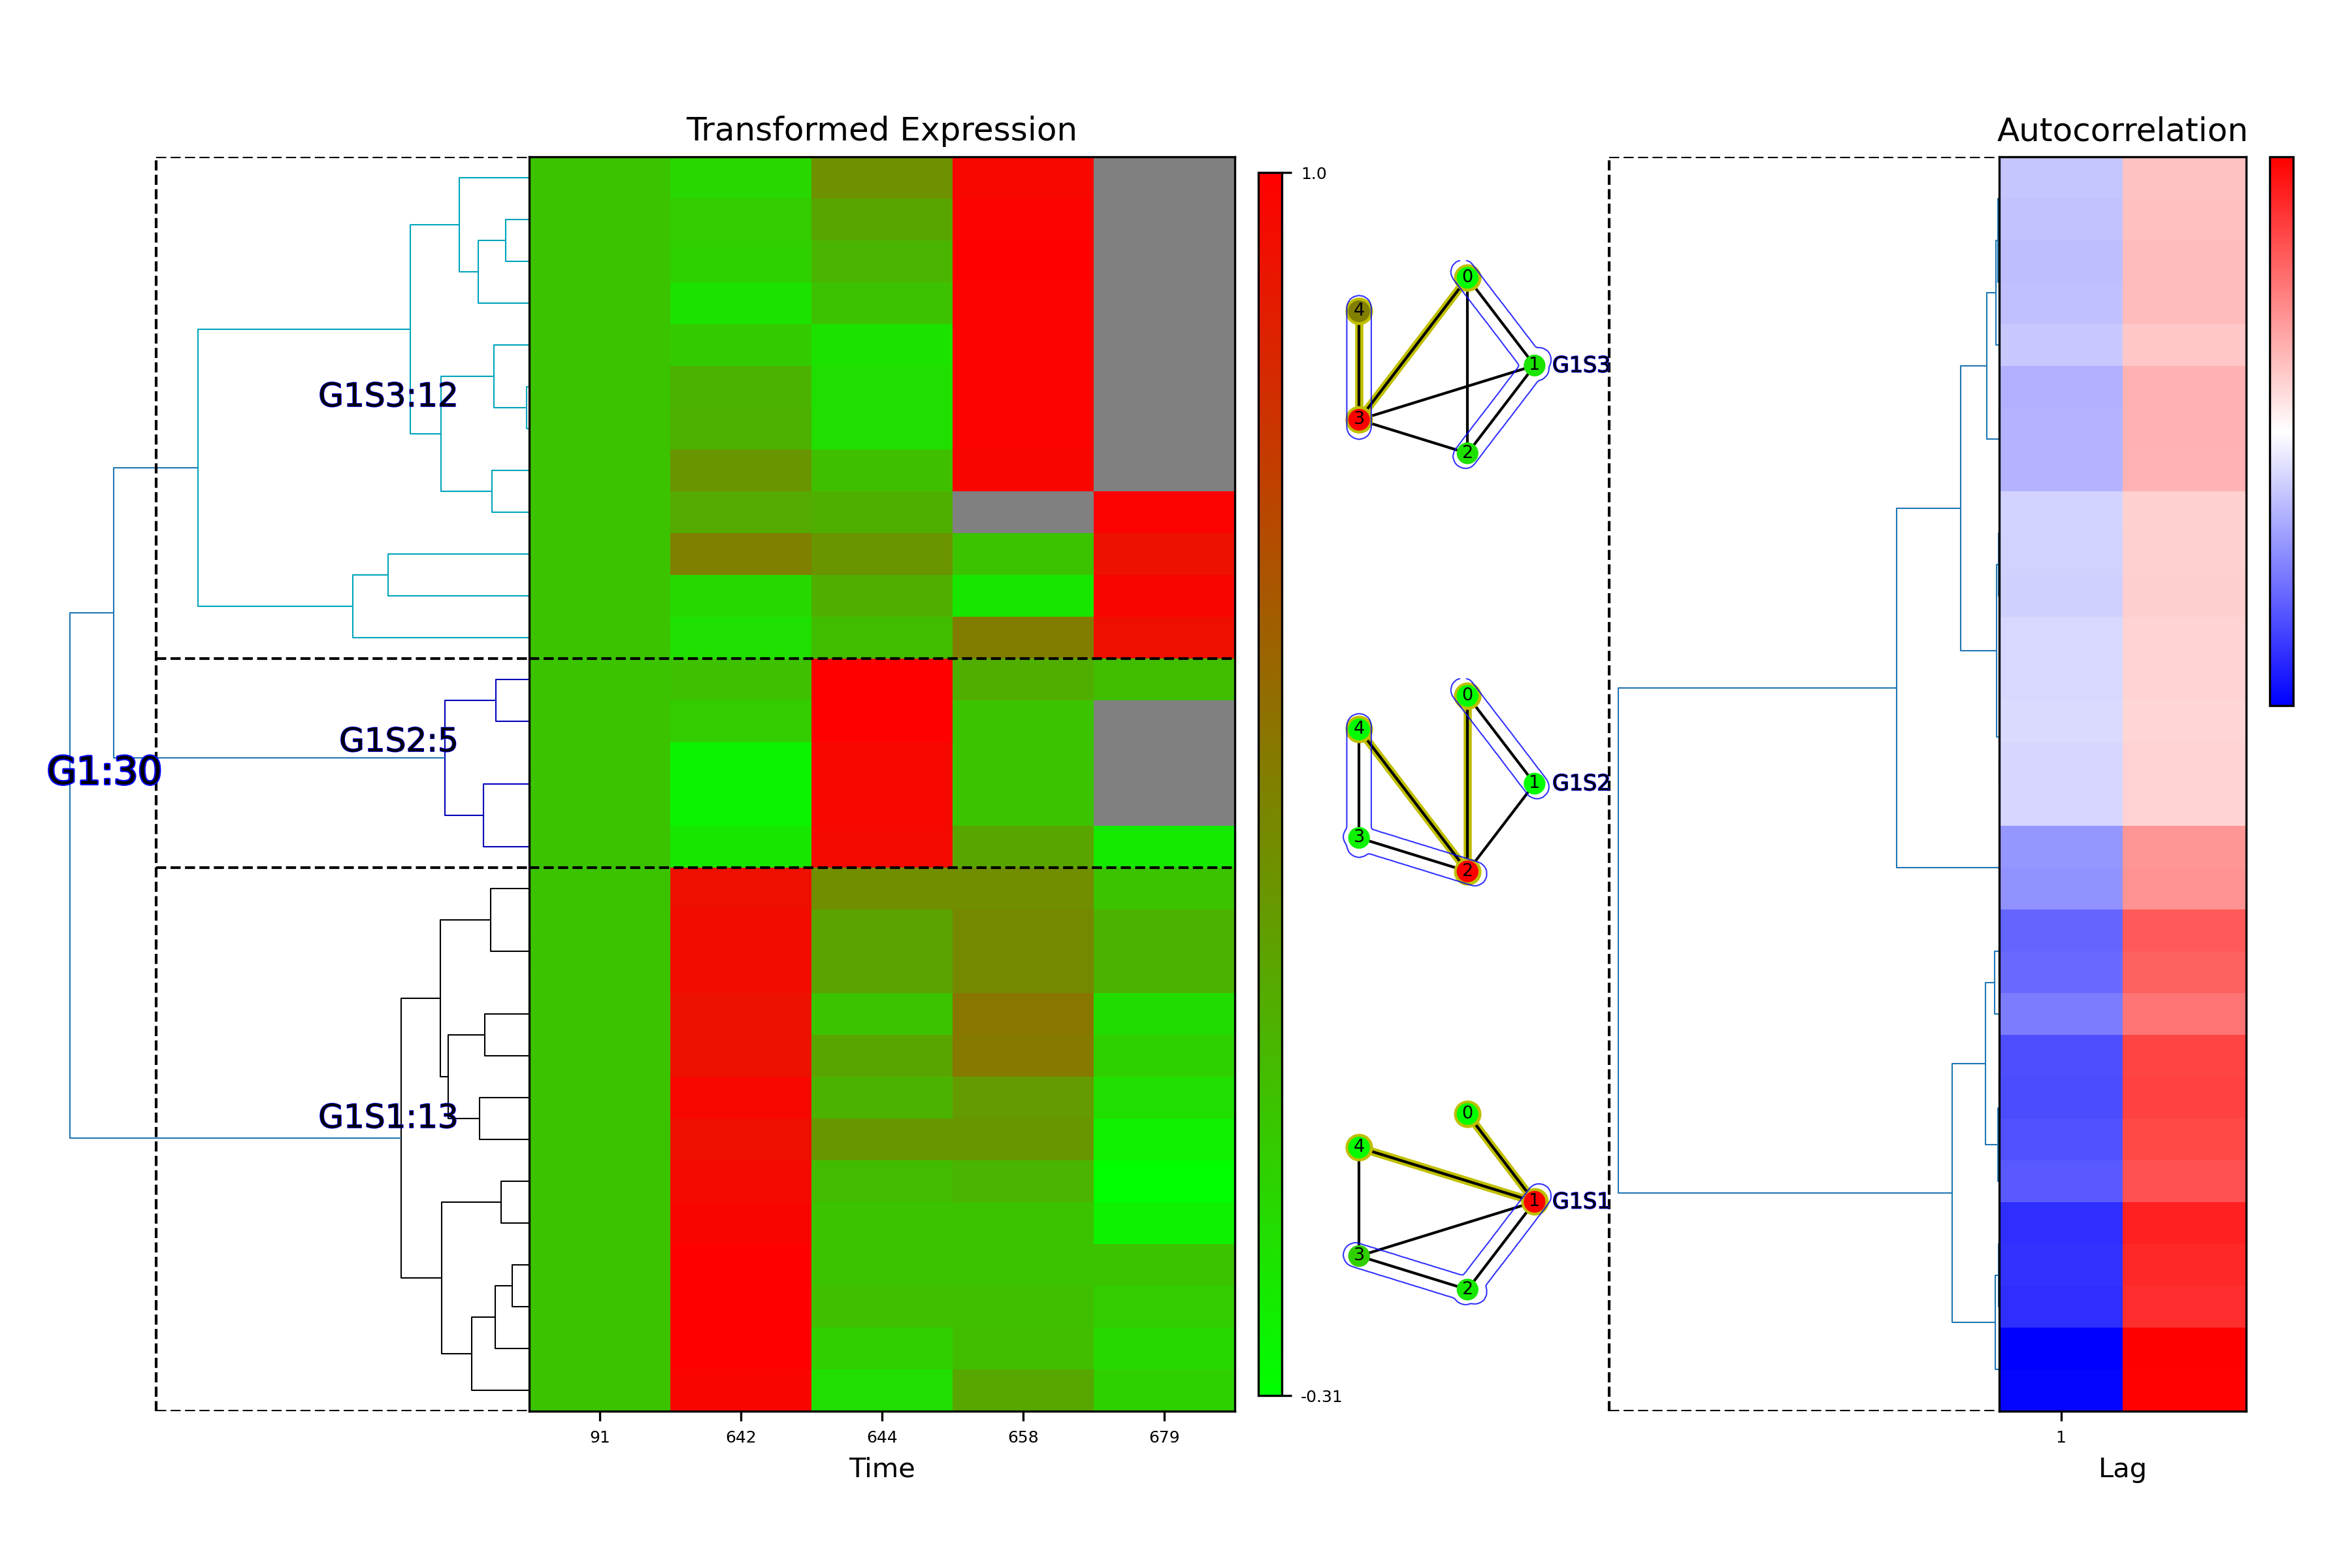 Transformed Expression
Autocorrelation
1.0
0
4
1
G1S3
3
2
G1S3:12
0
4
1
G1S2
3
2
G1S2:5
G1:30
0
4
1
G1S1
3
2
G1S1:13
-0.31
91 642 644 658 679
1
Time
Lag